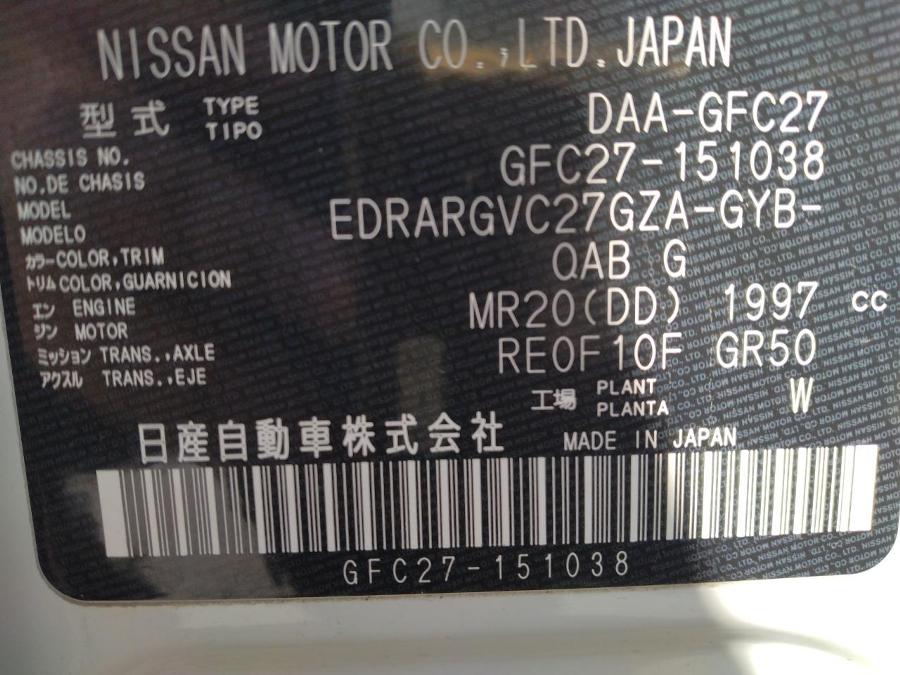 NISSAN MOTOR CO.,LTD.JAPAN
型式 TYPE TIPO DAA-GFC27
CHASSIS NO. NO.DE CHASIS GFC27-151038
MODEL MODELO EDRARGVC27GZA-GYB-
カラー COLOR,TRIM トリム COLOR,GUARNICION QAB G
エンジン ENGINE MOTOR MR20(DD) 1997 cc
ミッション TRANS.,AXLE アクスル TRANS.,EJE RE0F10F GR50
工場 PLANT PLANTA W
日産自動車株式会社 MADE IN JAPAN
GFC27-151038